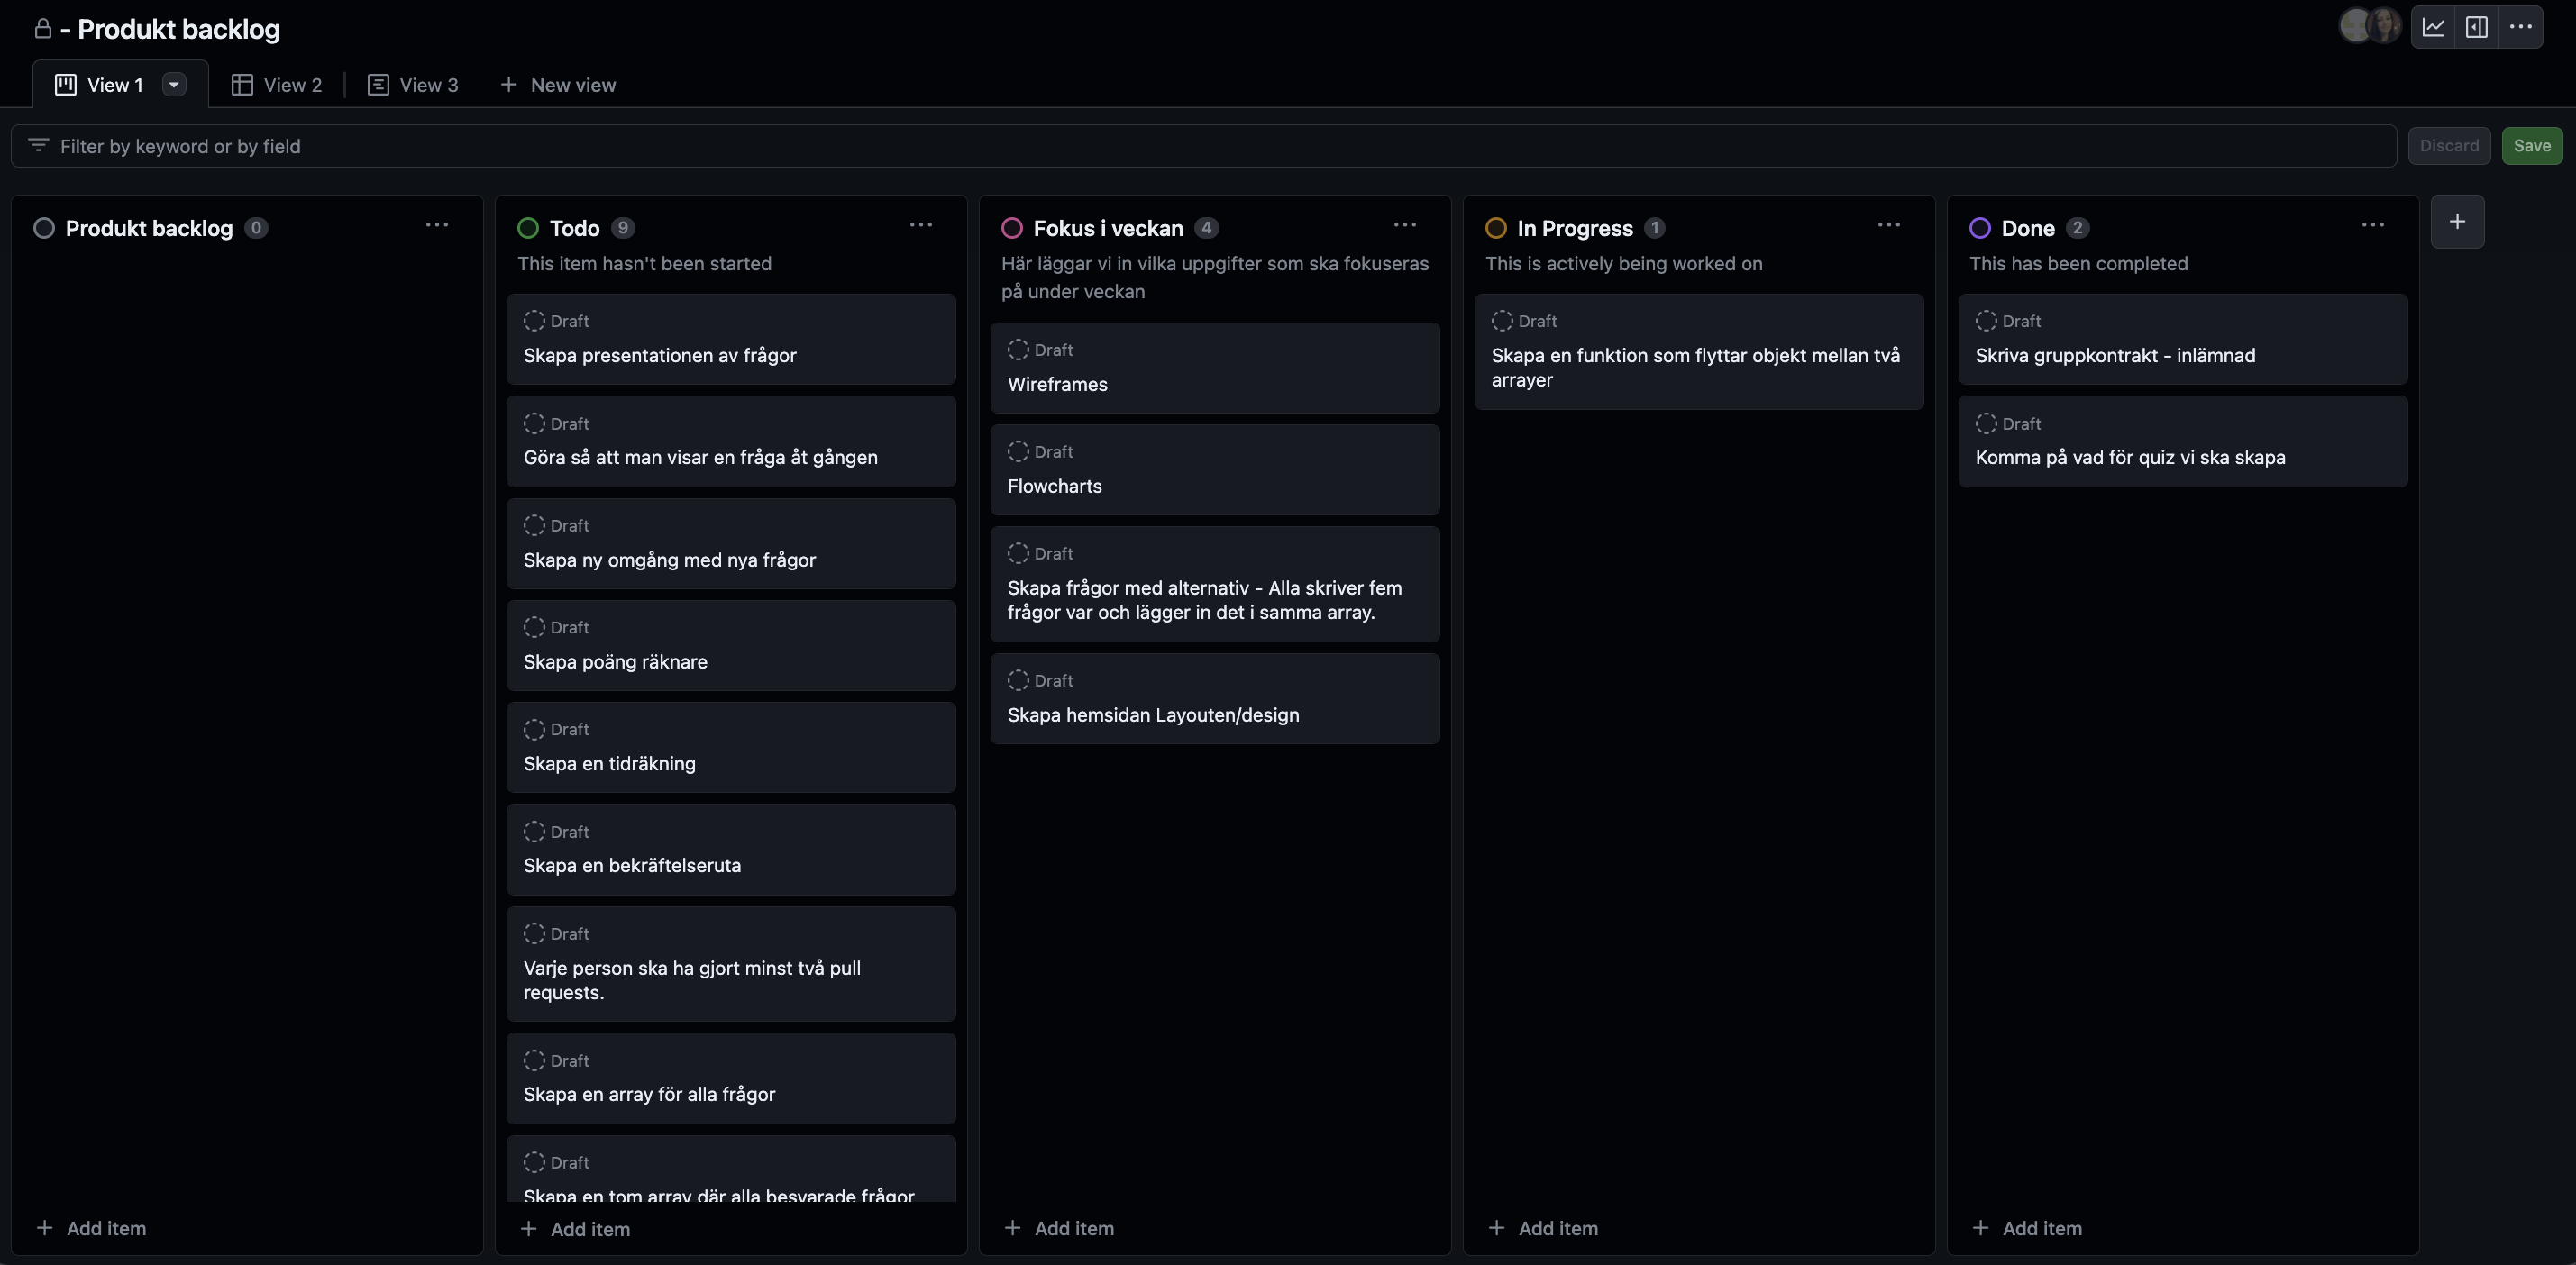 - Produkt backlog
View 1
View 2
View 3
New view
Filter by keyword or by field
Discard
Save
Produkt backlog 0
Add item
Todo 9
This item hasn't been started
Draft
Skapa presentationen av frågor
Draft
Göra så att man visar en fråga åt gången
Draft
Skapa ny omgång med nya frågor
Draft
Skapa poäng räknare
Draft
Skapa en tidräkning
Draft
Skapa en bekräftelseruta
Draft
Varje person ska ha gjort minst två pull
requests.
Draft
Skapa en array för alla frågor
Draft
Skapa en tom array där alla besvarade frågor
Add item
Fokus i veckan 4
Här läggar vi in vilka uppgifter som ska fokuseras
på under veckan
Draft
Wireframes
Draft
Flowcharts
Draft
Skapa frågor med alternativ - Alla skriver fem
frågor var och lägger in det i samma array.
Draft
Skapa hemsidan Layouten/design
Add item
In Progress 1
This is actively being worked on
Draft
Skapa en funktion som flyttar objekt mellan två
arrayer
Add item
Done 2
This has been completed
Draft
Skriva gruppkontrakt - inlämnad
Draft
Komma på vad för quiz vi ska skapa
Add item